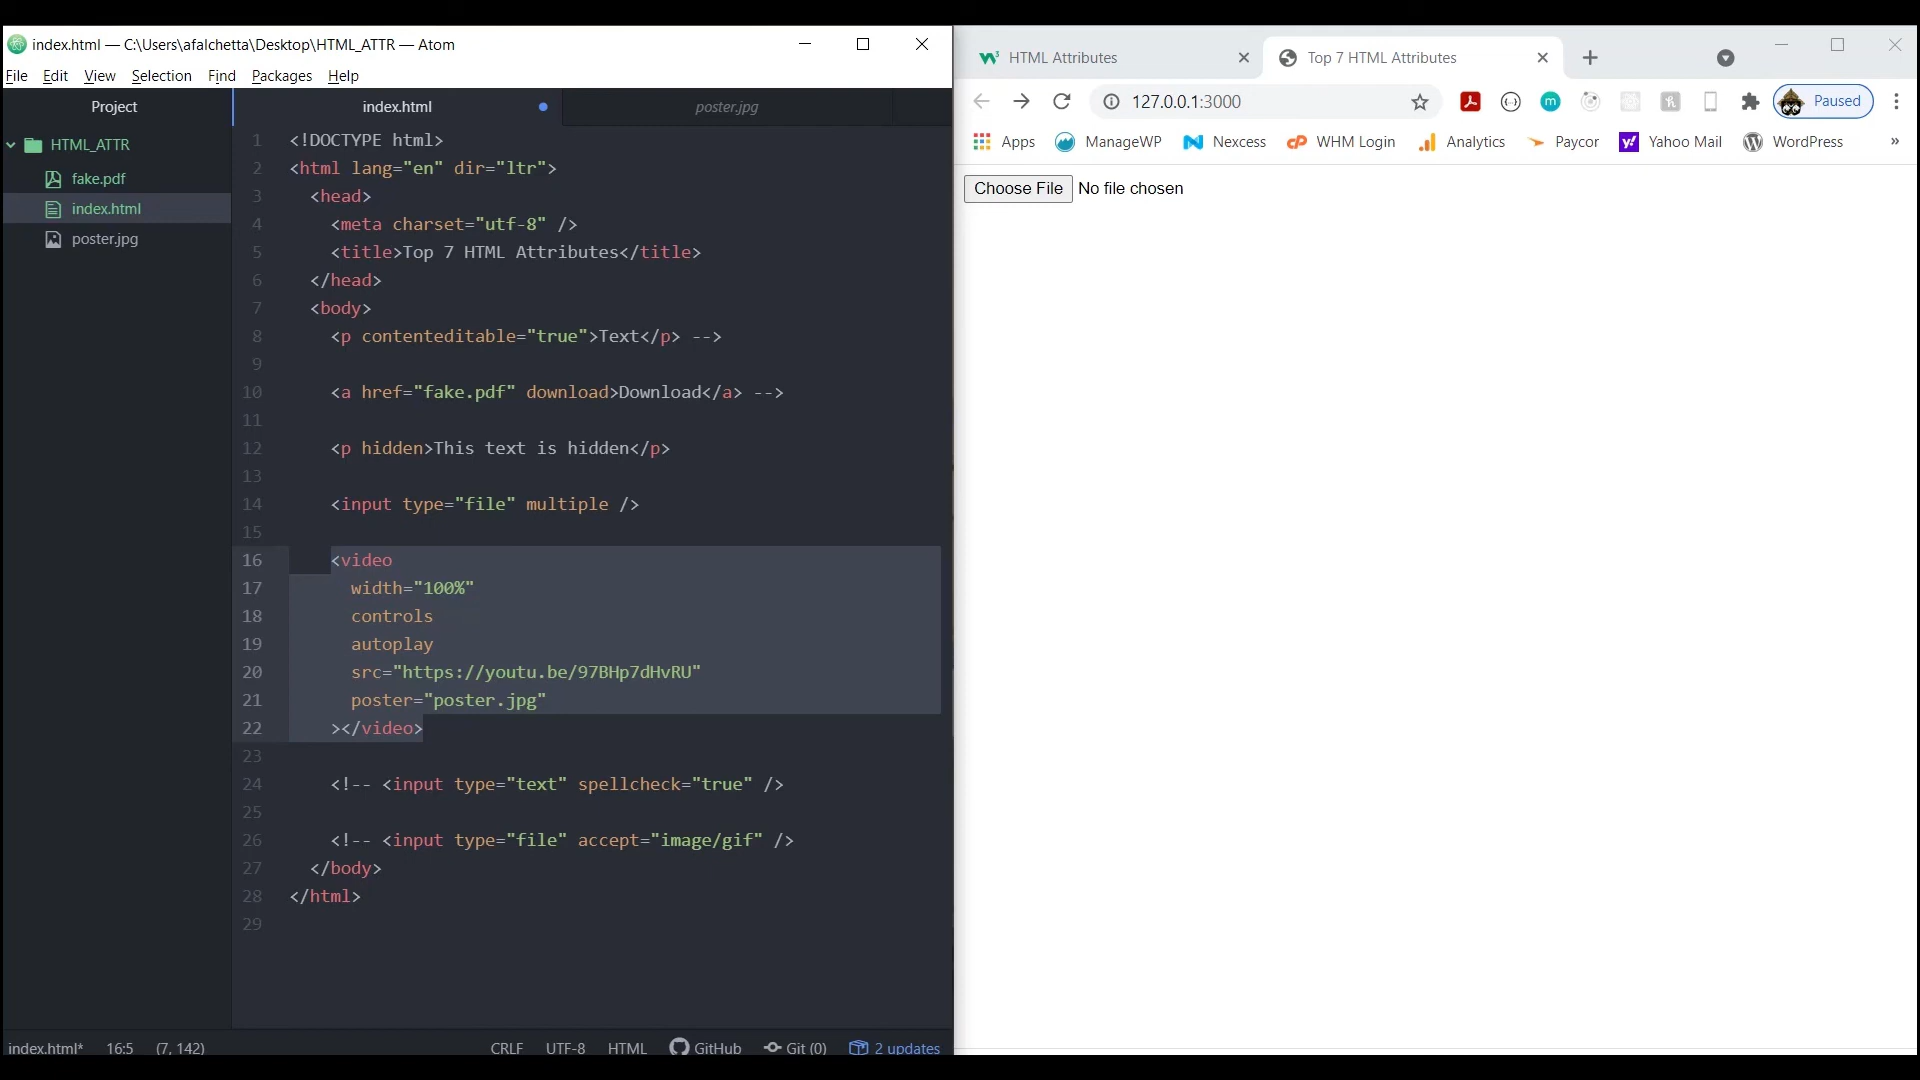 index.html — C:\Users\afalchetta\Desktop\HTML_ATTR — Atom
File Edit View Selection Find Packages Help
Project
HTML_ATTR
fake.pdf
index.html
poster.jpg
index.html poster.jpg
1 <!DOCTYPE html>
2 <html lang="en" dir="ltr">
3 <head>
4 <meta charset="utf-8" />
5 <title>Top 7 HTML Attributes</title>
6 </head>
7 <body>
8 <p contenteditable="true">Text</p> -->
9
10 <a href="fake.pdf" download>Download</a> -->
11
12 <p hidden>This text is hidden</p>
13
14 <input type="file" multiple />
15
16 <video
17 width="100%"
18 controls
19 autoplay
20 src="https://youtu.be/97BHp7dHvRU"
21 poster="poster.jpg"
22 ></video>
23
24 <!-- <input type="text" spellcheck="true" />
25
26 <!-- <input type="file" accept="image/gif" />
27 </body>
28 </html>
29
index.html* 16:5 (7, 142) CRLF UTF-8 HTML GitHub Git (0) 2 updates
HTML Attributes Top 7 HTML Attributes
127.0.0.1:3000 Paused
Apps ManageWP Nexcess WHM Login Analytics Paycor Yahoo Mail WordPress »
Choose File No file chosen